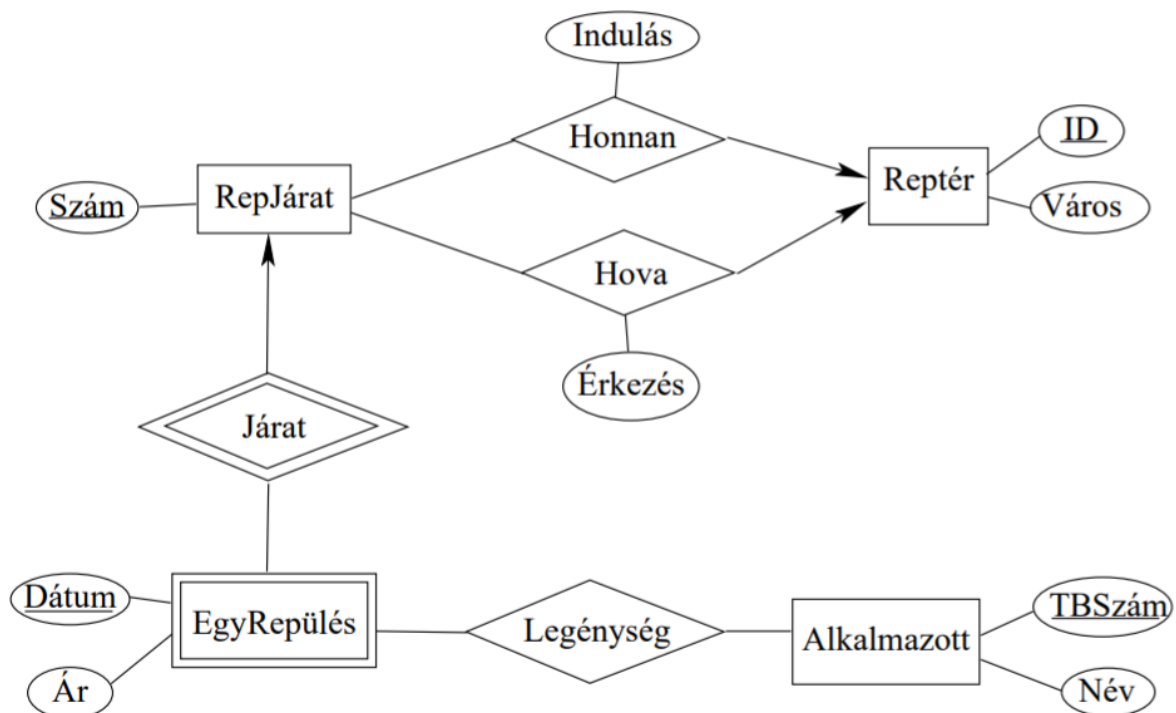 Indulás
Honnan
ID
RepJárat
Reptér
Szám
Város
Hova
Érkezés
Járat
Dátum
EgyRepülés
Legénység
TBSzám
Alkalmazott
Ár
Név